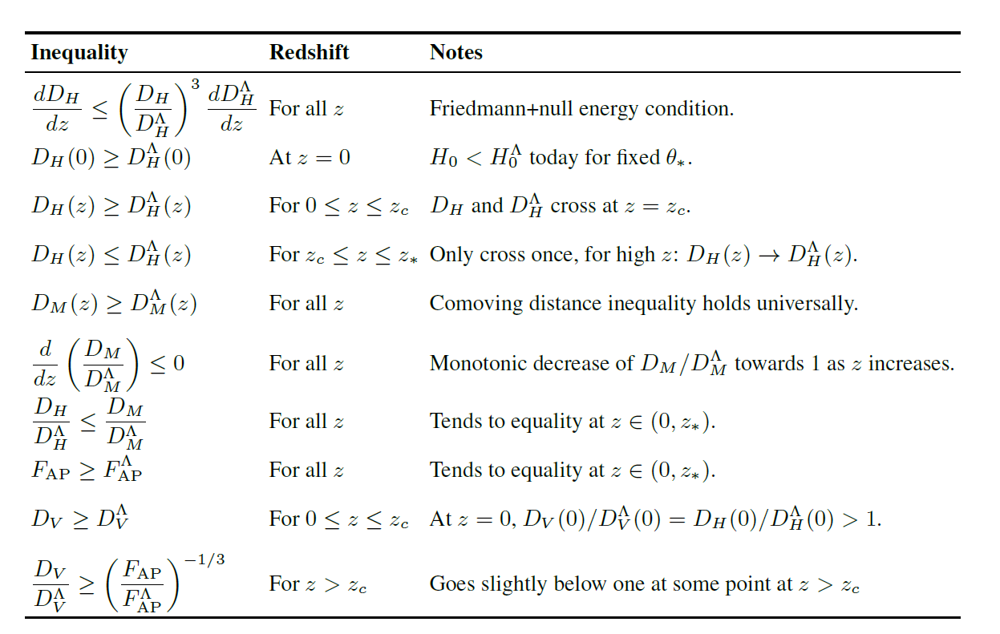 Inequality Redshift Notes
$\frac{dD_H}{dz} \leq \left(\frac{D_H}{D_H^\Lambda}\right)^3 \frac{dD_H^\Lambda}{dz}$ For all $z$ Friedmann+null energy condition.
$D_H(0) \geq D_H^\Lambda(0)$ At $z = 0$ $H_0 < H_0^\Lambda$ today for fixed $\theta_*$.
$D_H(z) \geq D_H^\Lambda(z)$ For $0 \leq z \leq z_c$ $D_H$ and $D_H^\Lambda$ cross at $z = z_c$.
$D_H(z) \leq D_H^\Lambda(z)$ For $z_c \leq z \leq z_*$ Only cross once, for high $z$: $D_H(z) \to D_H^\Lambda(z)$.
$D_M(z) \geq D_M^\Lambda(z)$ For all $z$ Comoving distance inequality holds universally.
$\frac{d}{dz}\left(\frac{D_M}{D_M^\Lambda}\right) \leq 0$ For all $z$ Monotonic decrease of $D_M/D_M^\Lambda$ towards 1 as $z$ increases.
$\frac{D_H}{D_H^\Lambda} \leq \frac{D_M}{D_M^\Lambda}$ For all $z$ Tends to equality at $z \in (0, z_*)$.
$F_{\rm AP} \geq F_{\rm AP}^\Lambda$ For all $z$ Tends to equality at $z \in (0, z_*)$.
$D_V \geq D_V^\Lambda$ For $0 \leq z \leq z_c$ At $z = 0$, $D_V(0)/D_V^\Lambda(0) = D_H(0)/D_H^\Lambda(0) > 1$.
$\frac{D_V}{D_V^\Lambda} \geq \left(\frac{F_{\rm AP}}{F_{\rm AP}^\Lambda}\right)^{-1/3}$ For $z > z_c$ Goes slightly below one at some point at $z > z_c$